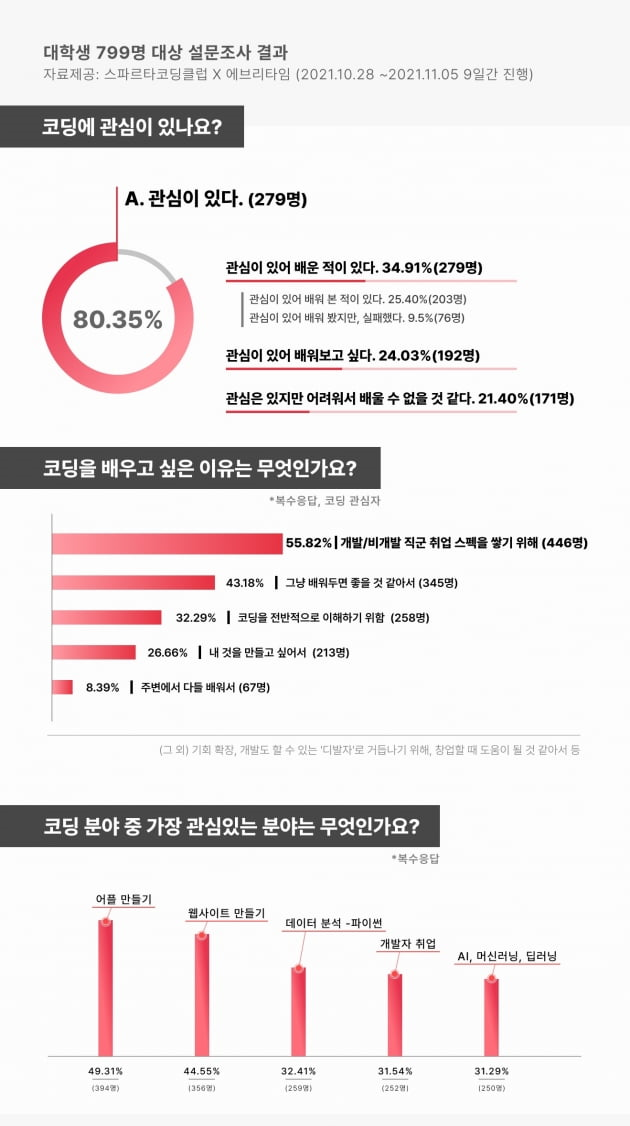 대학생 799명 대상 설문조사 결과
자료제공: 스파르타코딩클럽 X 에브리타임 (2021.10.28 ~2021.11.05 9일간 진행)
코딩에 관심이 있나요?
A. 관심이 있다. (279명)
80.35%
관심이 있어 배운 적이 있다. 34.91%(279명)
관심이 있어 배워 본 적이 있다. 25.40%(203명)
관심이 있어 배워 봤지만, 실패했다. 9.5%(76명)
관심이 있어 배워보고 싶다. 24.03%(192명)
관심은 있지만 어려워서 배울 수 없을 것 같다. 21.40%(171명)
코딩을 배우고 싶은 이유는 무엇인가요?
*복수응답, 코딩 관심자
55.82% | 개발/비개발 직군 취업 스펙을 쌓기 위해 (446명)
43.18% | 그냥 배워두면 좋을 것 같아서 (345명)
32.29% | 코딩을 전반적으로 이해하기 위함 (258명)
26.66% | 내 것을 만들고 싶어서 (213명)
8.39% | 주변에서 다들 배워서 (67명)
(그 외) 기회 확장, 개발도 할 수 있는 '디발자'로 거듭나기 위해, 창업할 때 도움이 될 것 같아서 등
코딩 분야 중 가장 관심있는 분야는 무엇인가요?
*복수응답
어플 만들기
웹사이트 만들기
데이터 분석 -파이썬
개발자 취업
AI, 머신러닝, 딥러닝
49.31% 44.55% 32.41% 31.54% 31.29%
(394명) (356명) (259명) (252명) (250명)